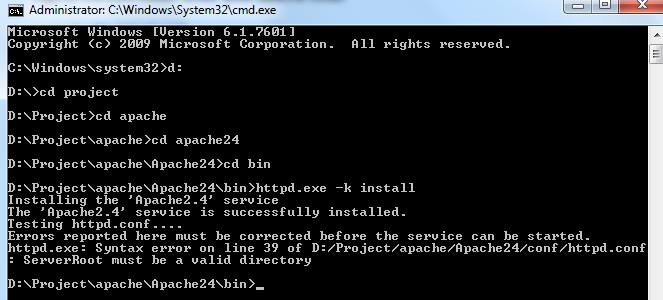 Administrator: C:\Windows\System32\cmd.exe
Microsoft Windows [Version 6.1.7601]
Copyright (c) 2009 Microsoft Corporation.  All rights reserved.
C:\Windows\system32>d:
D:\>cd project
D:\Project>cd apache
D:\Project\apache>cd apache24
D:\Project\apache\Apache24>cd bin
D:\Project\apache\Apache24\bin>httpd.exe -k install
Installing the 'Apache2.4' service
The 'Apache2.4' service is successfully installed.
Testing httpd.conf....
Errors reported here must be corrected before the service can be started.
httpd.exe: Syntax error on line 39 of D:/Project/apache/Apache24/conf/httpd.conf
: ServerRoot must be a valid directory
D:\Project\apache\Apache24\bin>_